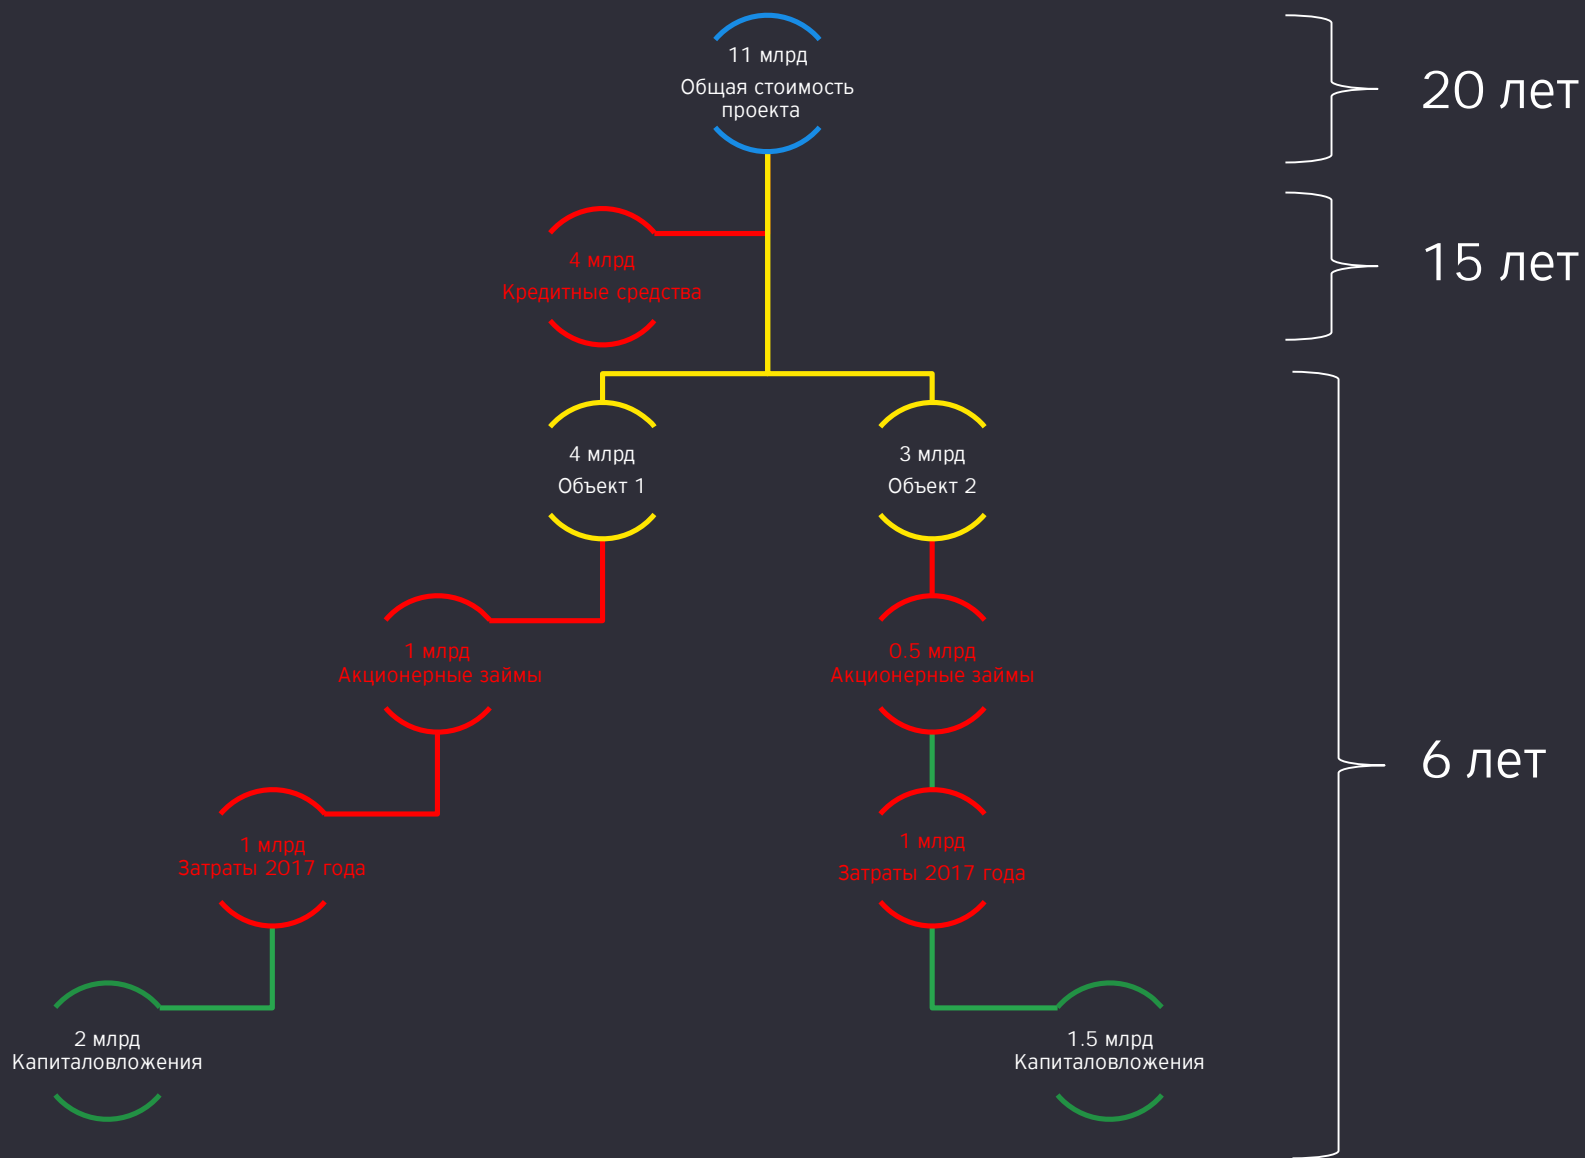 11 млрд
Общая стоимость
проекта
20 лет
4 млрд
Кредитные средства
15 лет
4 млрд
Объект 1
3 млрд
Объект 2
1 млрд
Акционерные займы
0.5 млрд
Акционерные займы
6 лет
1 млрд
Затраты 2017 года
1 млрд
Затраты 2017 года
2 млрд
Капиталовложения
1.5 млрд
Капиталовложения